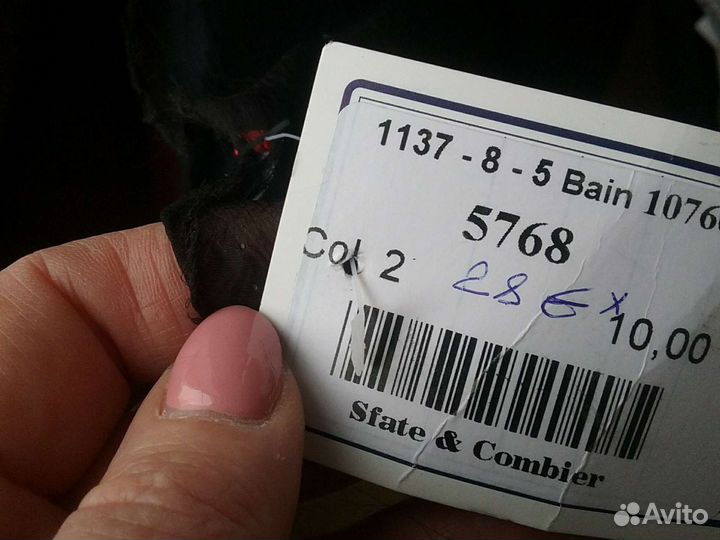 1137 - 8 - 5 Bain 1076
5768
Col 2
28 €x
10,00
Sfate & Combier
Avito